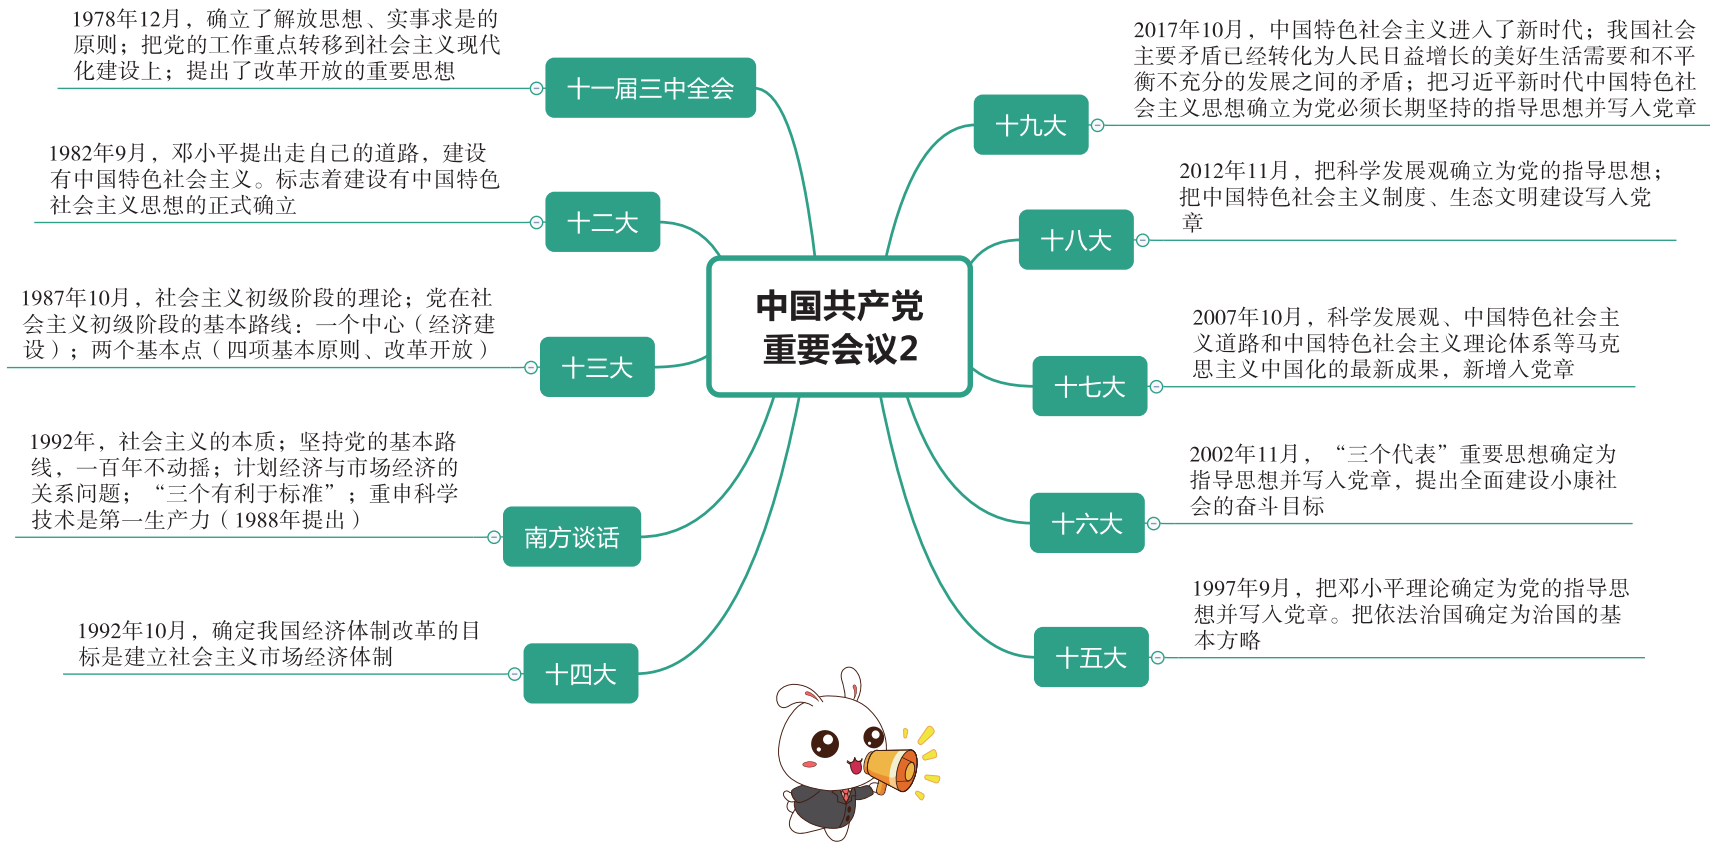 中国共产党
重要会议2
1978年12月，确立了解放思想、实事求是的
原则；把党的工作重点转移到社会主义现代
化建设上；提出了改革开放的重要思想
十一届三中全会
1982年9月，邓小平提出走自己的道路，建设
有中国特色社会主义。标志着建设有中国特色
社会主义思想的正式确立
十二大
1987年10月，社会主义初级阶段的理论；党在社
会主义初级阶段的基本路线：一个中心（经济建
设）；两个基本点（四项基本原则、改革开放）
十三大
1992年，社会主义的本质；坚持党的基本路
线，一百年不动摇；计划经济与市场经济的
关系问题；“三个有利于标准”；重申科学
技术是第一生产力（1988年提出）
南方谈话
1992年10月，确定我国经济体制改革的目
标是建立社会主义市场经济体制
十四大
2017年10月，中国特色社会主义进入了新时代；我国社会
主要矛盾已经转化为人民日益增长的美好生活需要和不平
衡不充分的发展之间的矛盾；把习近平新时代中国特色社
会主义思想确立为党必须长期坚持的指导思想并写入党章
十九大
2012年11月，把科学发展观确立为党的指导思想；
把中国特色社会主义制度、生态文明建设写入党
章
十八大
2007年10月，科学发展观、中国特色社会主
义道路和中国特色社会主义理论体系等马克
思主义中国化的最新成果，新增入党章
十七大
2002年11月，“三个代表”重要思想确定为
指导思想并写入党章，提出全面建设小康社
会的奋斗目标
十六大
1997年9月，把邓小平理论确定为党的指导思
想并写入党章。把依法治国确定为治国的基
本方略
十五大